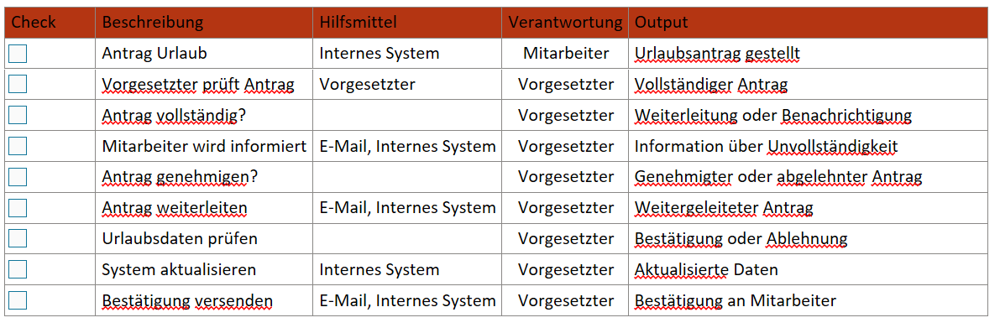 Check Beschreibung Hilfsmittel Verantwortung Output
Antrag Urlaub Internes System Mitarbeiter Urlaubsantrag gestellt
Vorgesetzter prüft Antrag Vorgesetzter Vorgesetzter Vollständiger Antrag
Antrag vollständig? Vorgesetzter Weiterleitung oder Benachrichtigung
Mitarbeiter wird informiert E-Mail, Internes System Vorgesetzter Information über Unvollständigkeit
Antrag genehmigen? Vorgesetzter Genehmigter oder abgelehnter Antrag
Antrag weiterleiten E-Mail, Internes System Vorgesetzter Weitergeleiteter Antrag
Urlaubsdaten prüfen Vorgesetzter Bestätigung oder Ablehnung
System aktualisieren Internes System Vorgesetzter Aktualisierte Daten
Bestätigung versenden E-Mail, Internes System Vorgesetzter Bestätigung an Mitarbeiter